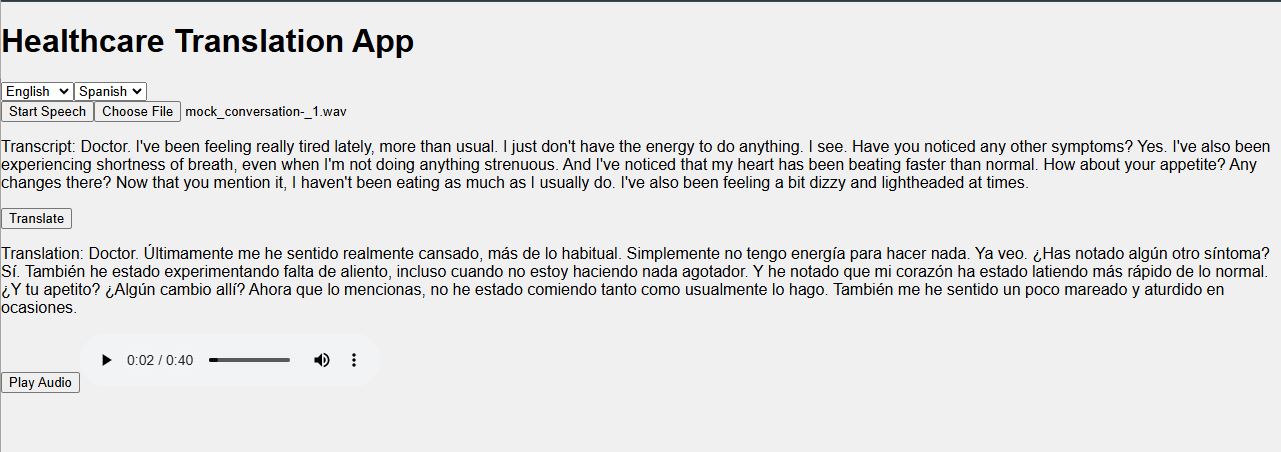 Healthcare Translation App
English Spanish
Start Speech Choose File mock_conversation-_1.wav
Transcript: Doctor. I've been feeling really tired lately, more than usual. I just don't have the energy to do anything. I see. Have you noticed any other symptoms? Yes. I've also been
experiencing shortness of breath, even when I'm not doing anything strenuous. And I've noticed that my heart has been beating faster than normal. How about your appetite? Any
changes there? Now that you mention it, I haven't been eating as much as I usually do. I've also been feeling a bit dizzy and lightheaded at times.
Translate
Translation: Doctor. Últimamente me he sentido realmente cansado, más de lo habitual. Simplemente no tengo energía para hacer nada. Ya veo. ¿Has notado algún otro síntoma?
Sí. También he estado experimentando falta de aliento, incluso cuando no estoy haciendo nada agotador. Y he notado que mi corazón ha estado latiendo más rápido de lo normal.
¿Y tu apetito? ¿Algún cambio allí? Ahora que lo mencionas, no he estado comiendo tanto como usualmente lo hago. También me he sentido un poco mareado y aturdido en
ocasiones.
0:02 / 0:40
Play Audio